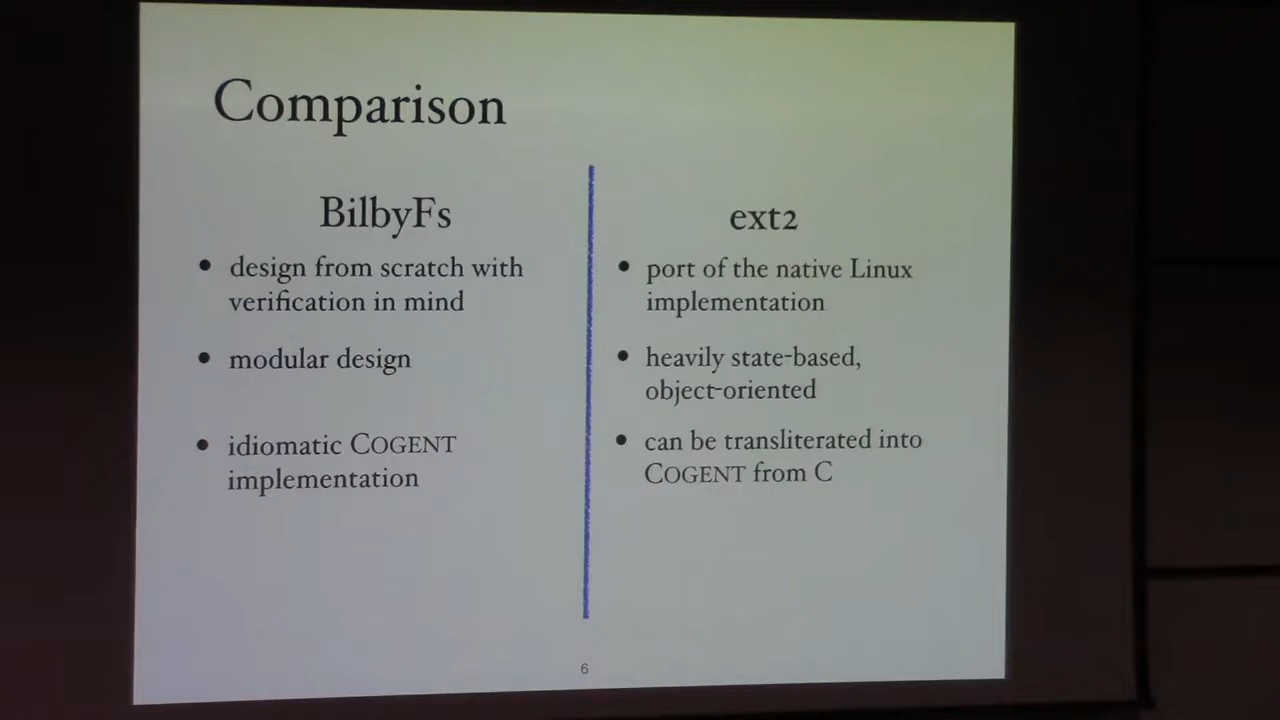 Comparison
BilbyFs
• design from scratch with
verification in mind
• modular design
• idiomatic COGENT
implementation
ext2
• port of the native Linux
implementation
• heavily state-based,
object-oriented
• can be transliterated into
COGENT from C
6